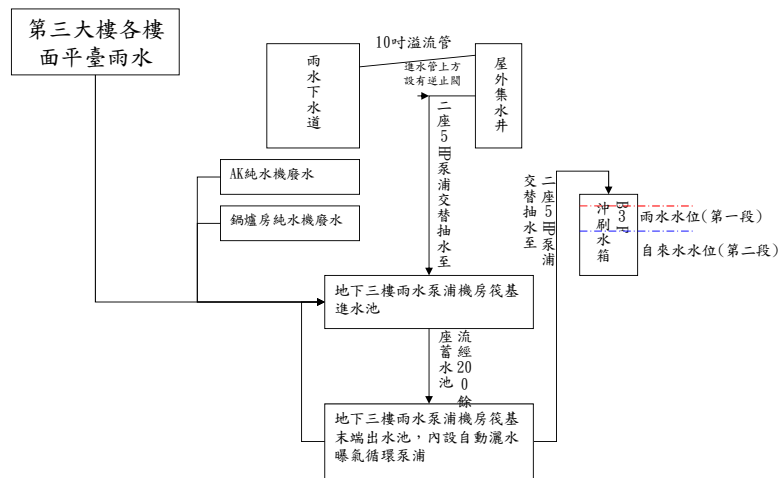 第三大樓各樓
面平臺雨水
10吋溢流管
雨水下水道
進水管上方
設有逆止閥
屋外集水井
二座5HP泵浦交替抽水至
AK純水機廢水
鍋爐房純水機廢水
二座5HP泵浦
交替抽水至
B3F
沖刷水箱
雨水水位(第一段)
自來水水位(第二段)
地下三樓雨水泵浦機房筏基
進水池
流經200餘
座蓄水池
地下三樓雨水泵浦機房筏基
末端出水池，內設自動灑水
曝氣循環泵浦